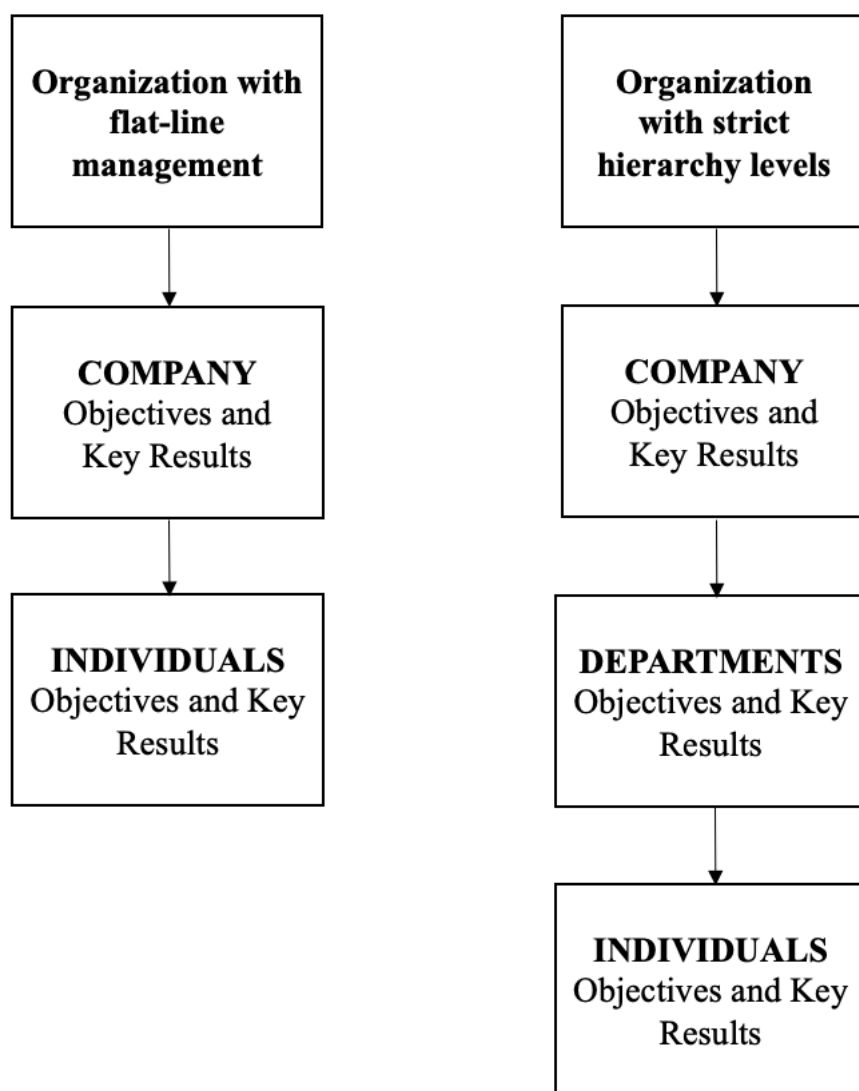 Organization with
flat-line
management
COMPANY
Objectives and
Key Results
INDIVIDUALS
Objectives and Key
Results
Organization
with strict
hierarchy levels
COMPANY
Objectives and
Key Results
DEPARTMENTS
Objectives and Key
Results
INDIVIDUALS
Objectives and Key
Results